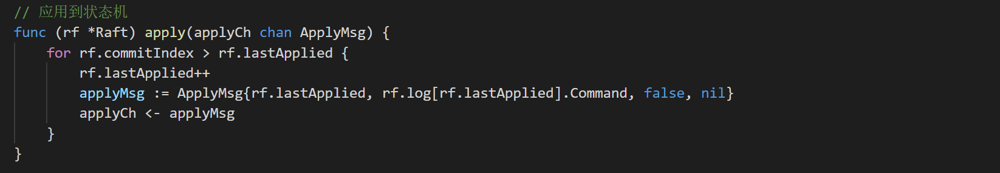 // 应用到状态机
func (rf *Raft) apply(applyCh chan ApplyMsg) {
    for rf.commitIndex > rf.lastApplied {
        rf.lastApplied++
        applyMsg := ApplyMsg{rf.lastApplied, rf.log[rf.lastApplied].Command, false, nil}
        applyCh <- applyMsg
    }
}